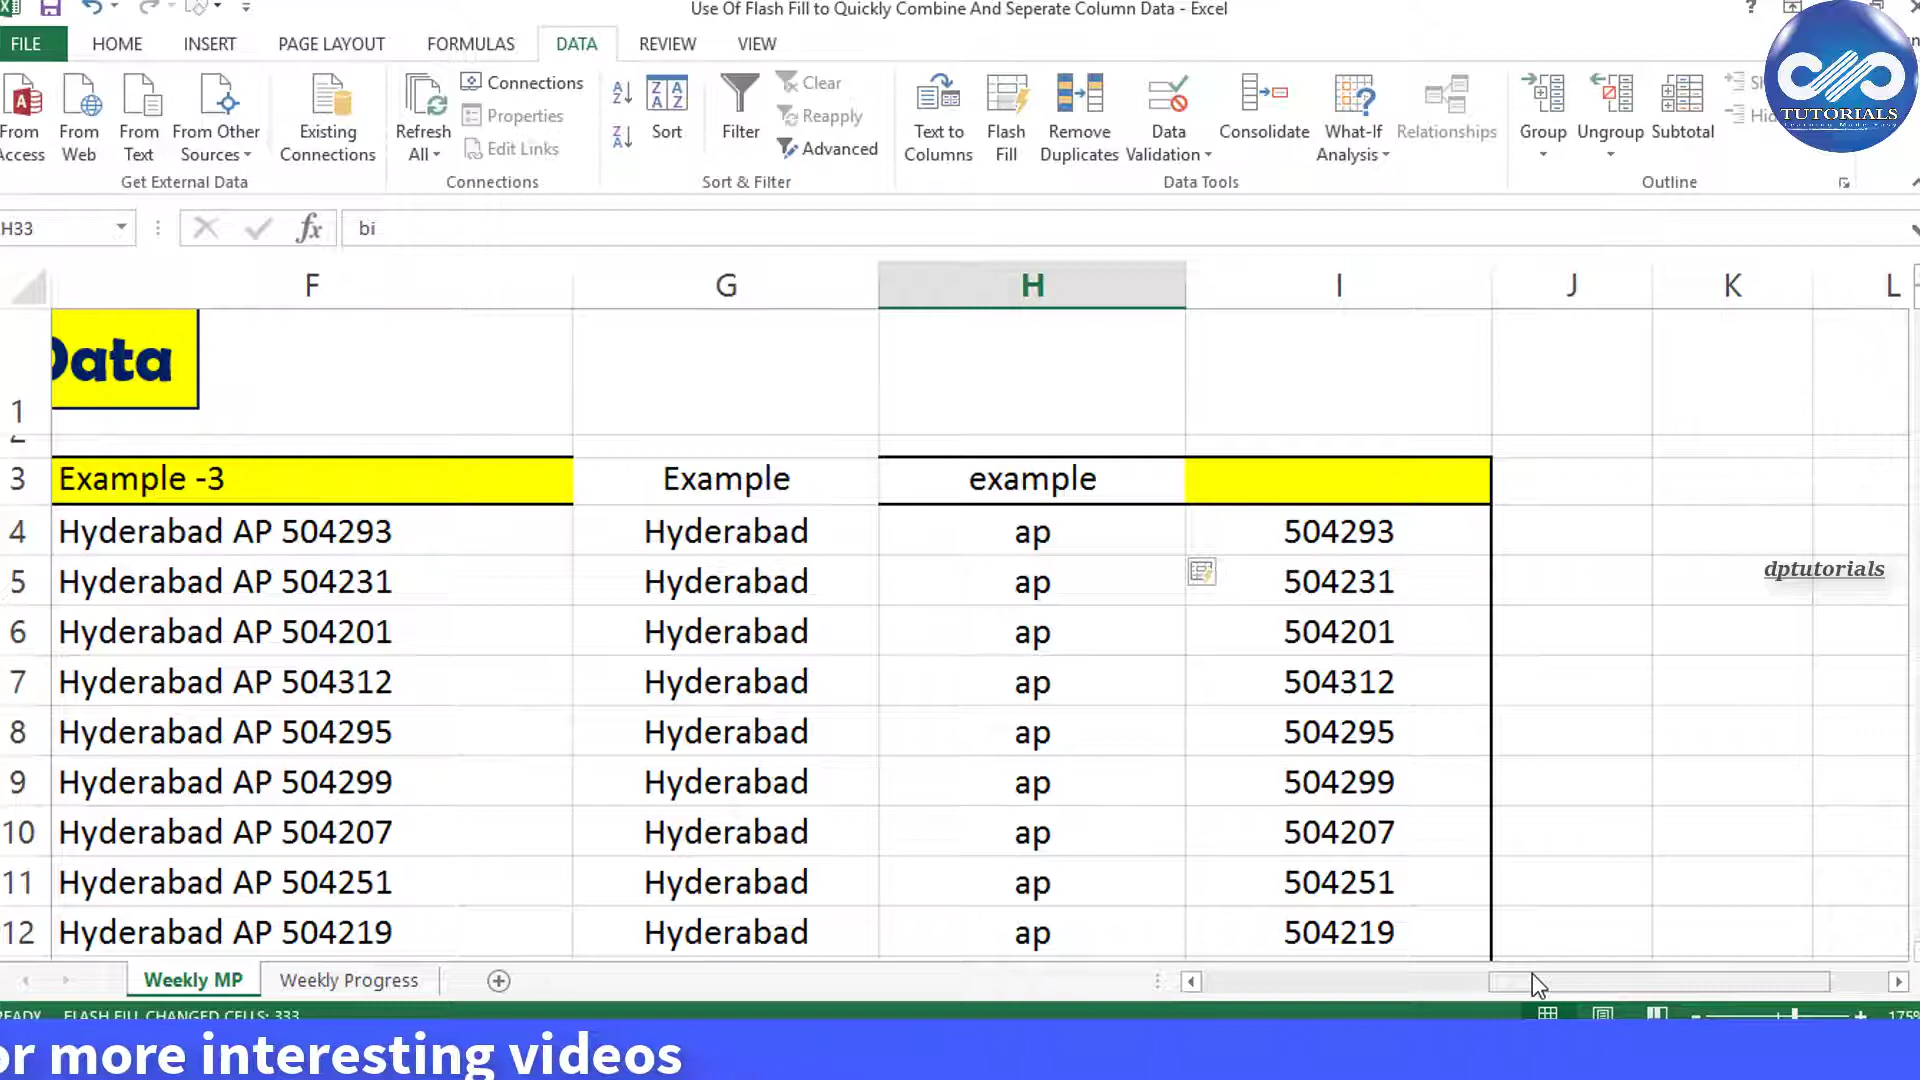 Use Of Flash Fill to Quickly Combine And Seperate Column Data - Excel
FILE HOME INSERT PAGE LAYOUT FORMULAS DATA REVIEW VIEW
From Access
From Web
From Text
From Other Sources
Existing Connections
Get External Data
Refresh All
Connections
Properties
Edit Links
Connections
Sort
Filter
Clear
Reapply
Advanced
Sort & Filter
Text to Columns
Flash Fill
Remove Duplicates
Data Validation
Consolidate
What-If Analysis
Relationships
Data Tools
Group
Ungroup
Subtotal
Outline
TUTORIALS
H33 fx bi
F G H I J K L
1 Data
2
3 Example -3 Example example
4 Hyderabad AP 504293 Hyderabad ap 504293
5 Hyderabad AP 504231 Hyderabad ap 504231
6 Hyderabad AP 504201 Hyderabad ap 504201
7 Hyderabad AP 504312 Hyderabad ap 504312
8 Hyderabad AP 504295 Hyderabad ap 504295
9 Hyderabad AP 504299 Hyderabad ap 504299
10 Hyderabad AP 504207 Hyderabad ap 504207
11 Hyderabad AP 504251 Hyderabad ap 504251
12 Hyderabad AP 504219 Hyderabad ap 504219
dptutorials
Weekly MP Weekly Progress
READY FLASH FILL CHANGED CELLS: 333 175%
or more interesting videos